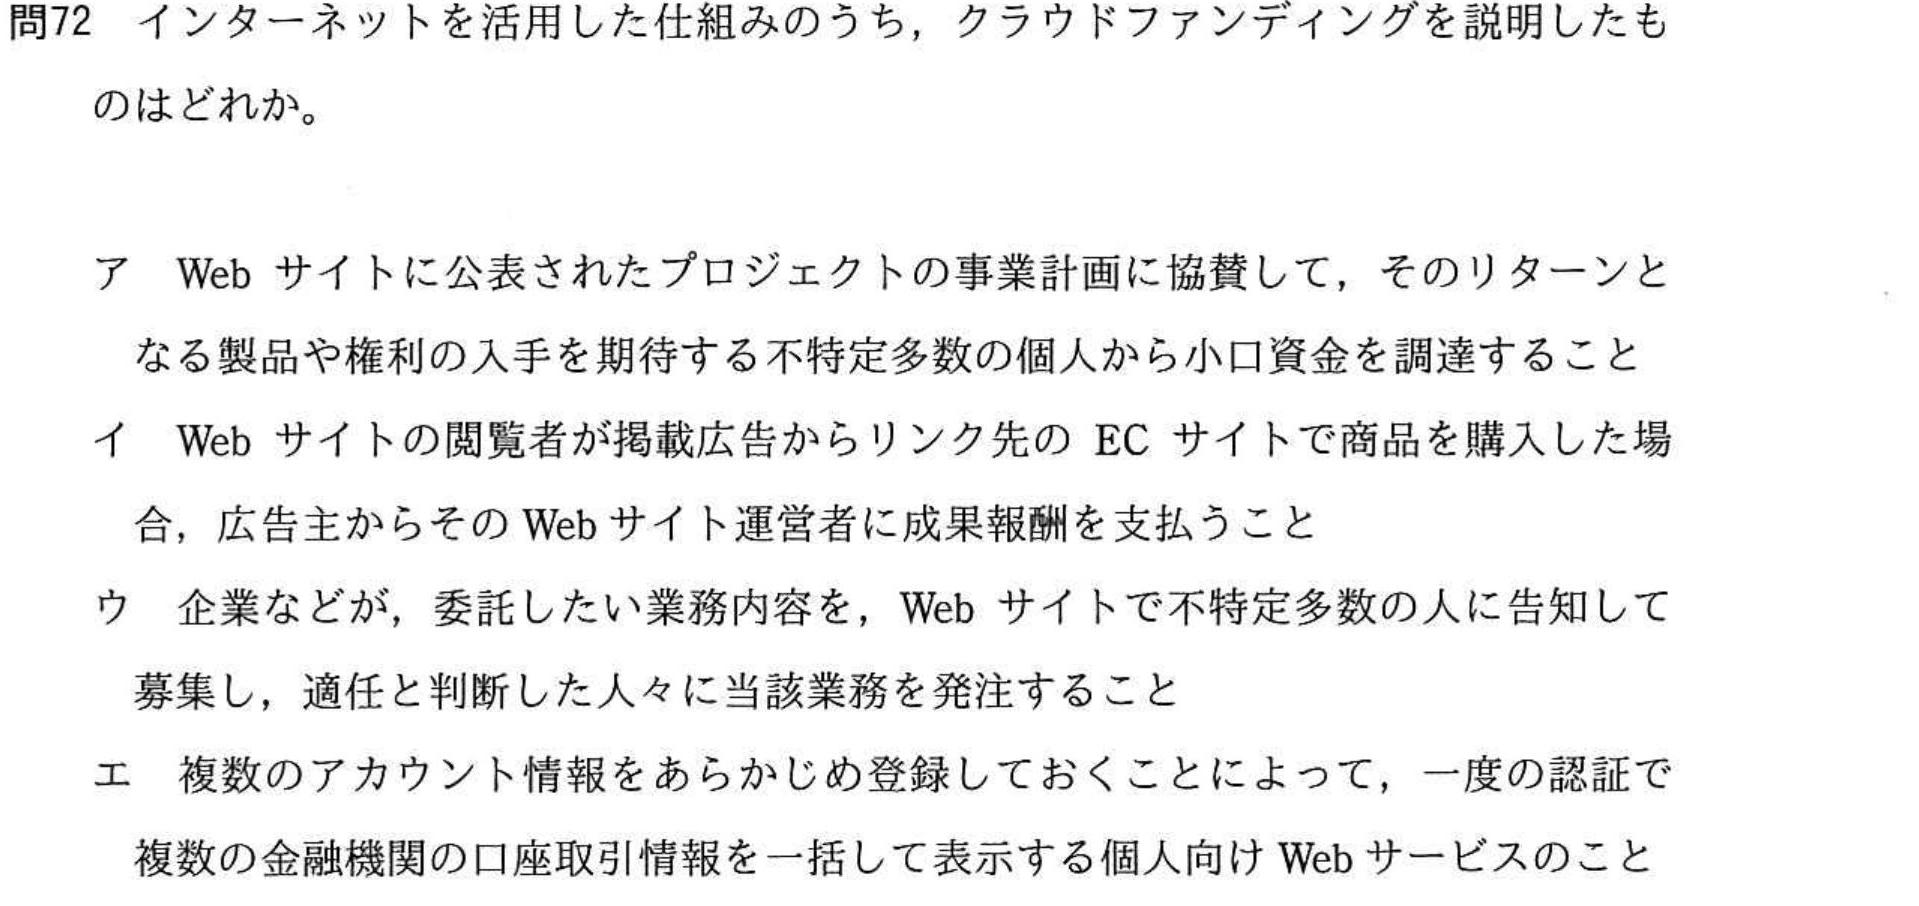 問72　インターネットを活用した仕組みのうち，クラウドファンディングを説明したも
のはどれか。
ア　Web サイトに公表されたプロジェクトの事業計画に協賛して，そのリターンと
なる製品や権利の入手を期待する不特定多数の個人から小口資金を調達すること
イ　Web サイトの閲覧者が掲載広告からリンク先の EC サイトで商品を購入した場
合，広告主からその Web サイト運営者に成果報酬を支払うこと
ウ　企業などが，委託したい業務内容を，Web サイトで不特定多数の人に告知して
募集し，適任と判断した人々に当該業務を発注すること
エ　複数のアカウント情報をあらかじめ登録しておくことによって，一度の認証で
複数の金融機関の口座取引情報を一括して表示する個人向け Web サービスのこと